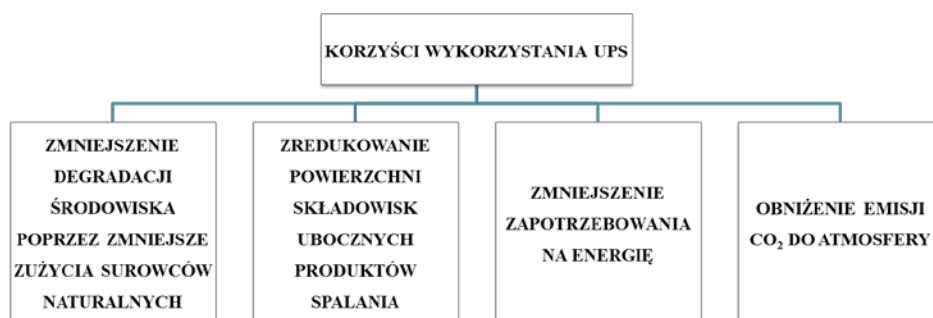 KORZYŚCI WYKORZYSTANIA UPS
ZMNIEJSZENIE
DEGRADACJI
ŚRODOWISKA
POPRZEZ ZMNIEJSZE
ZUŻYCIA SUROWCÓW
NATURALNYCH
ZREDUKOWANIE
POWIERZCHNI
SKŁADOWISK
UBOCZNYCH
PRODUKTÓW
SPALANIA
ZMNIEJSZENIE
ZAPOTRZEBOWANIA
NA ENERGIĘ
OBNIŻENIE EMISJI
CO₂ DO ATMOSFERY